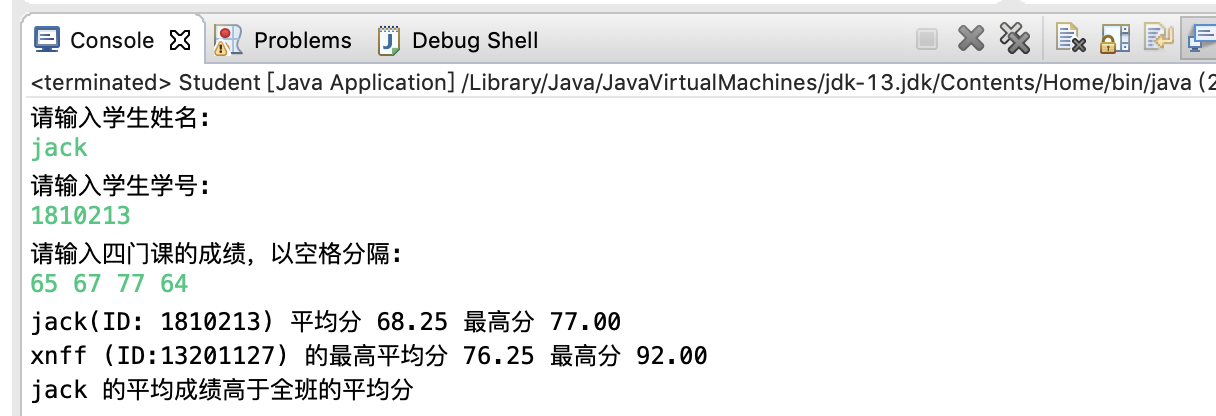 Console Problems Debug Shell
<terminated> Student [Java Application] /Library/Java/JavaVirtualMachines/jdk-13.jdk/Contents/Home/bin/java (2
请输入学生姓名：
jack
请输入学生学号：
1810213
请输入四门课的成绩，以空格分隔：
65 67 77 64
jack(ID: 1810213) 平均分 68.25 最高分 77.00
xnff (ID:13201127) 的最高平均分 76.25 最高分 92.00
jack 的平均成绩高于全班的平均分